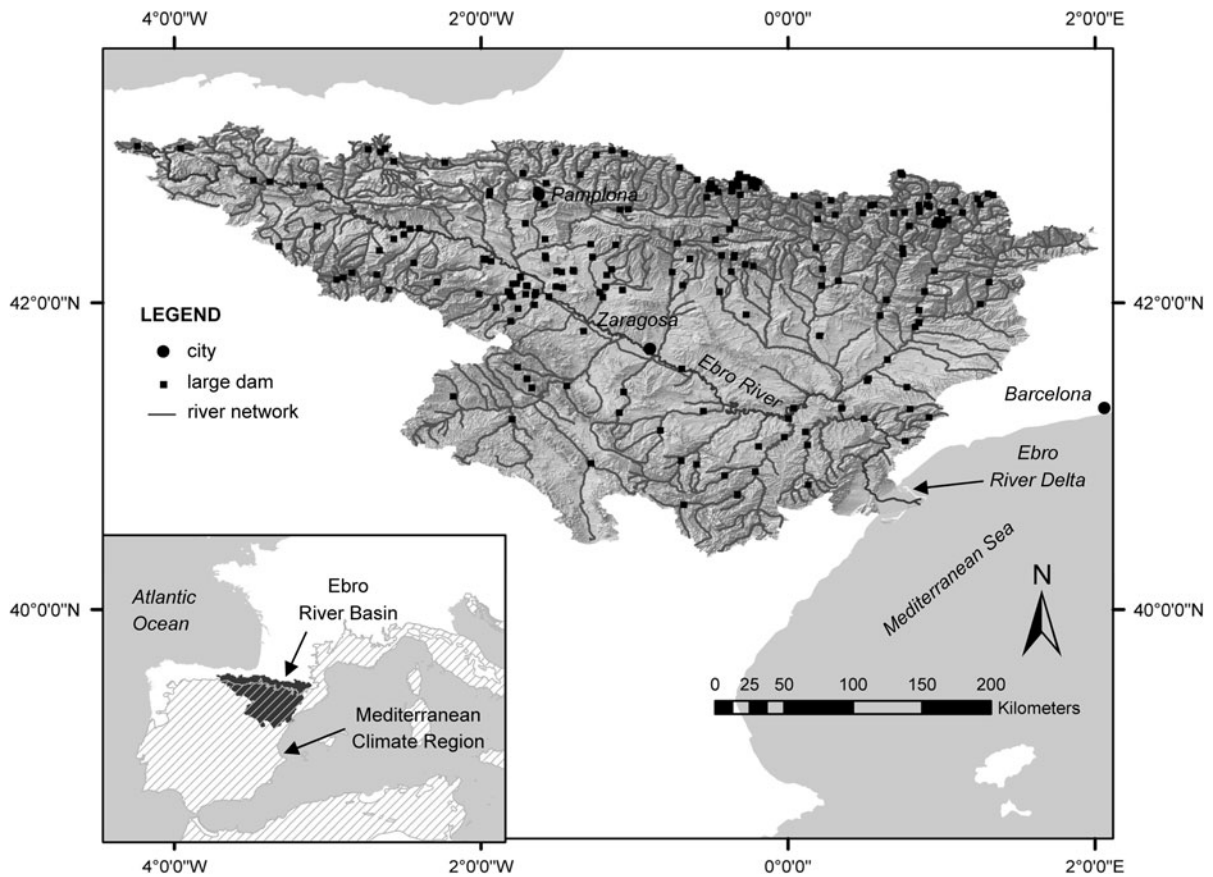 4°0'0"W 2°0'0"W 0°0'0" 2°0'0"E
Pamplona
42°0'0"N 42°0'0"N
LEGEND
city
large dam
river network
Zaragosa
Ebro River
Barcelona
Ebro
River Delta
Mediterranean Sea
N
40°0'0"N 40°0'0"N
0 25 50 100 150 200
Kilometers
Atlantic
Ocean
Ebro
River Basin
Mediterranean
Climate Region
4°0'0"W 2°0'0"W 0°0'0" 2°0'0"E